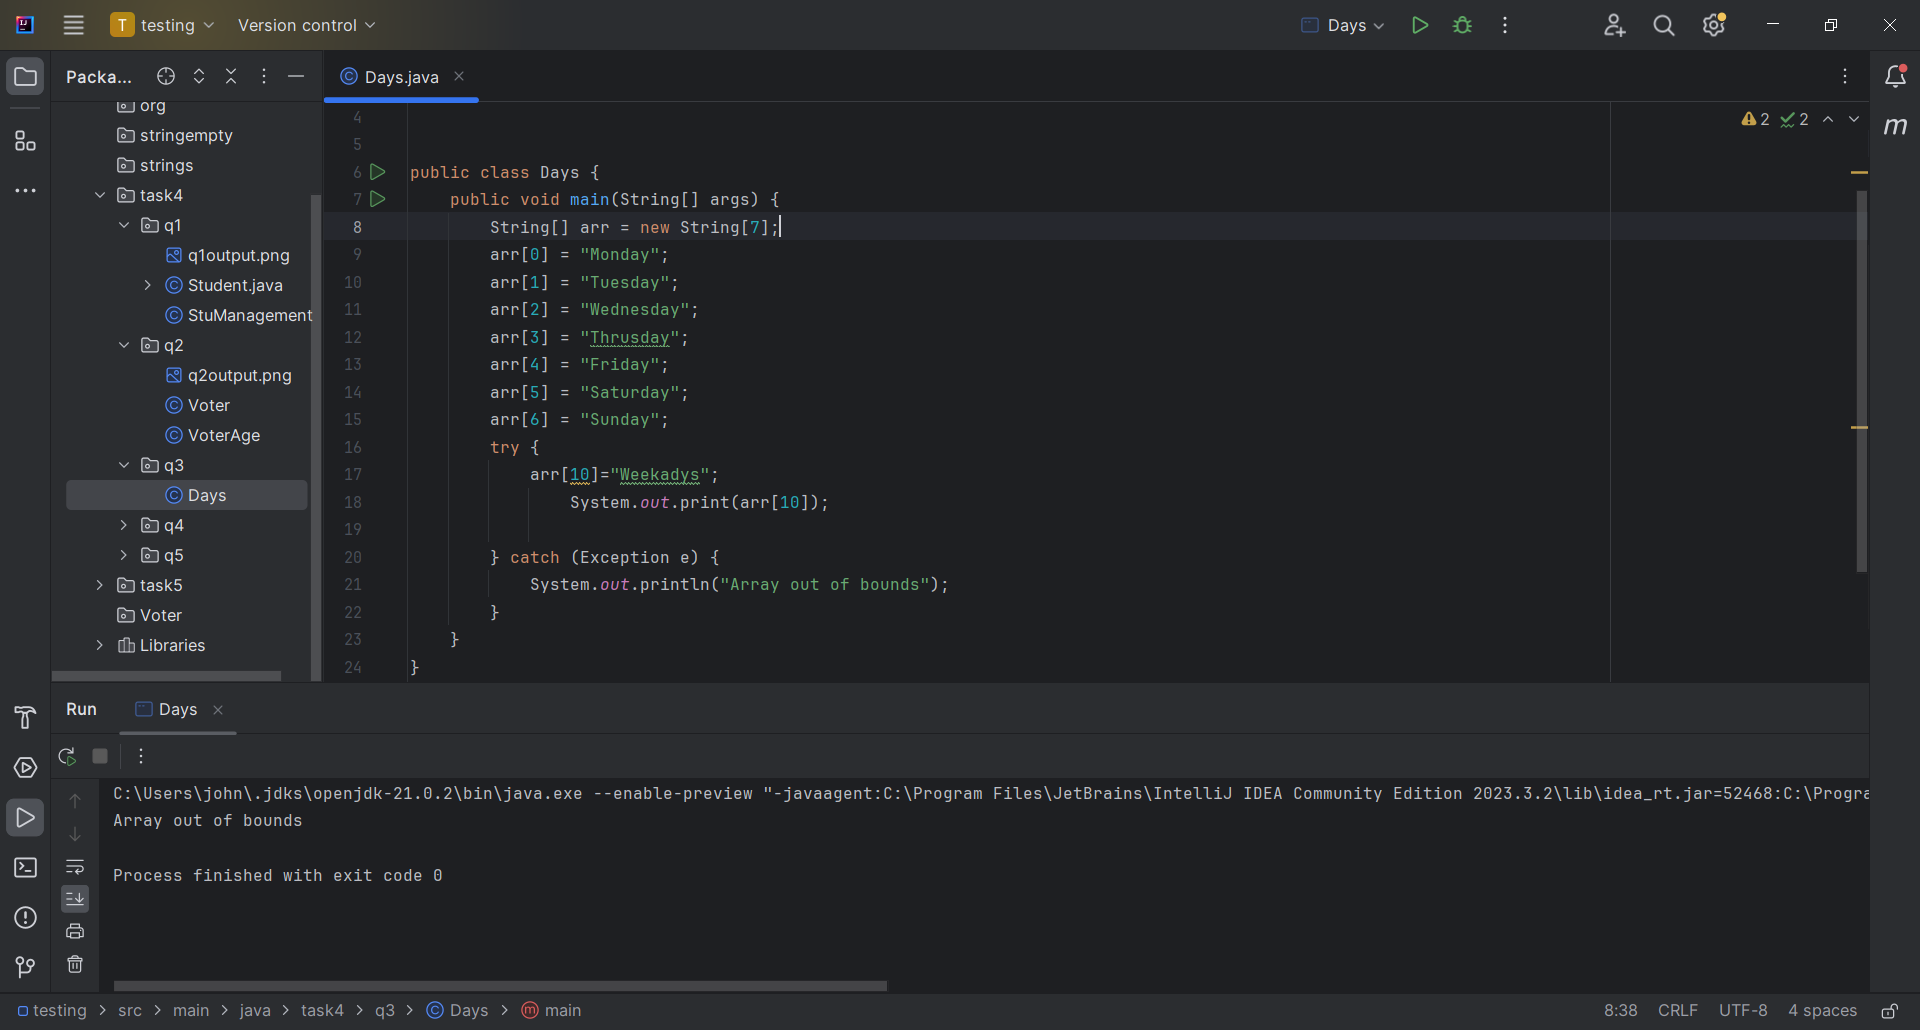 T testing Version control Days
Packa... Days.java
org
stringempty
strings
task4
q1
q1output.png
Student.java
StuManagement
q2
q2output.png
Voter
VoterAge
q3
Days
q4
q5
task5
Voter
Libraries
2 2
m
4
5
6 public class Days {
7 public void main(String[] args) {
8 String[] arr = new String[7];
9 arr[0] = "Monday";
10 arr[1] = "Tuesday";
11 arr[2] = "Wednesday";
12 arr[3] = "Thrusday";
13 arr[4] = "Friday";
14 arr[5] = "Saturday";
15 arr[6] = "Sunday";
16 try {
17 arr[10]="Weekadys";
18 System.out.print(arr[10]);
19
20 } catch (Exception e) {
21 System.out.println("Array out of bounds");
22 }
23 }
24 }
Run Days
C:\Users\john\.jdks\openjdk-21.0.2\bin\java.exe --enable-preview "-javaagent:C:\Program Files\JetBrains\IntelliJ IDEA Community Edition 2023.3.2\lib\idea_rt.jar=52468:C:\Progra
Array out of bounds
Process finished with exit code 0
testing > src > main > java > task4 > q3 > Days > main 8:38 CRLF UTF-8 4 spaces